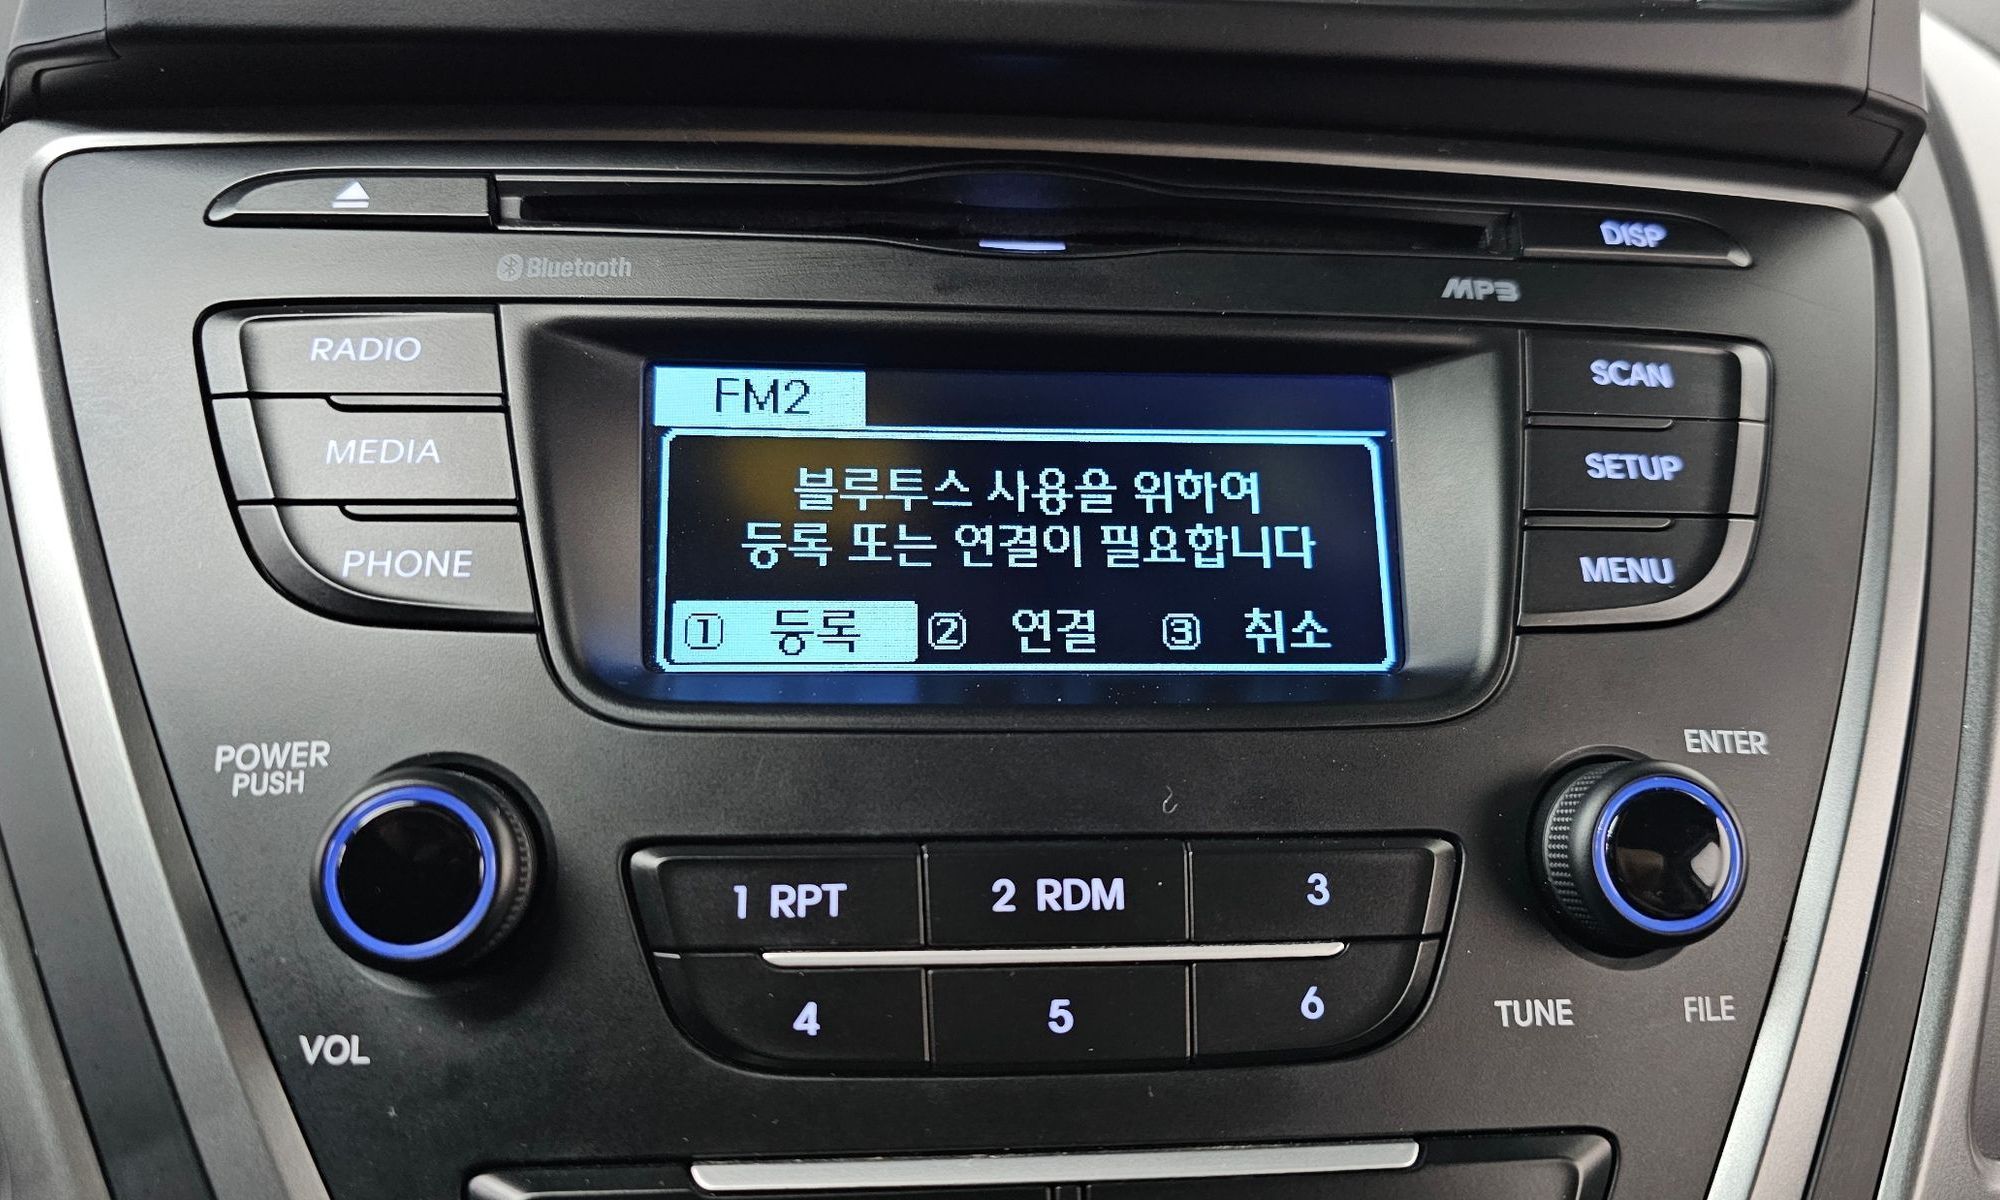 DISP
Bluetooth
MP3
RADIO
MEDIA
PHONE
FM2
블루투스 사용을 위하여
등록 또는 연결이 필요합니다
① 등록 ② 연결 ③ 취소
SCAN
SETUP
MENU
POWER
PUSH
VOL
1 RPT
2 RDM
3
4
5
6
ENTER
TUNE
FILE